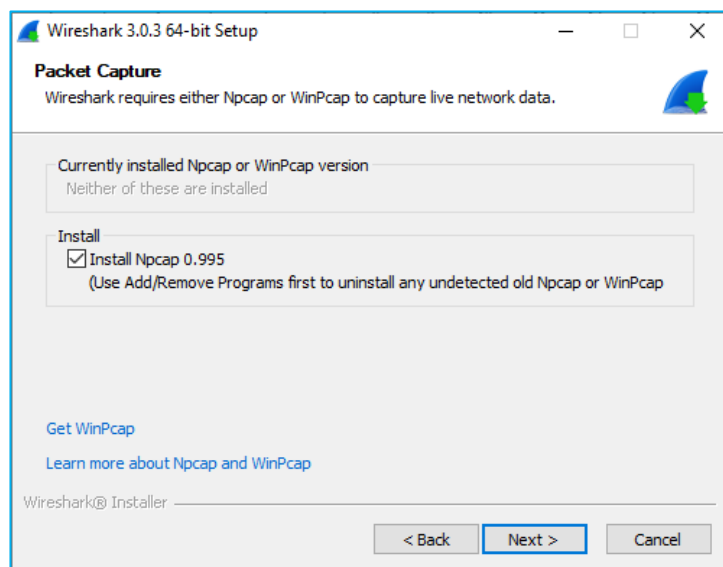 Wireshark 3.0.3 64-bit Setup
Packet Capture
Wireshark requires either Npcap or WinPcap to capture live network data.
Currently installed Npcap or WinPcap version
Neither of these are installed
Install
Install Npcap 0.995
(Use Add/Remove Programs first to uninstall any undetected old Npcap or WinPcap
Get WinPcap
Learn more about Npcap and WinPcap
Wireshark® Installer
< Back Next > Cancel